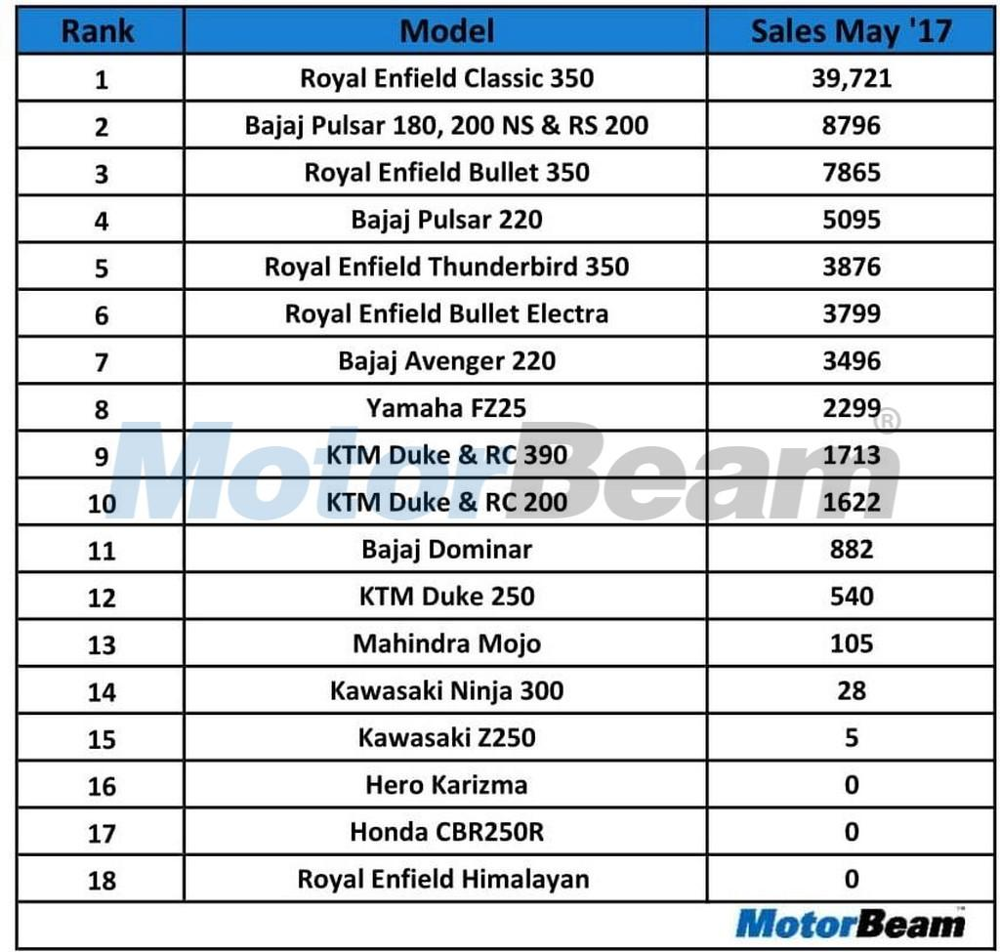 Rank Model Sales May '17
1 Royal Enfield Classic 350 39,721
2 Bajaj Pulsar 180, 200 NS & RS 200 8796
3 Royal Enfield Bullet 350 7865
4 Bajaj Pulsar 220 5095
5 Royal Enfield Thunderbird 350 3876
6 Royal Enfield Bullet Electra 3799
7 Bajaj Avenger 220 3496
8 Yamaha FZ25 2299
9 KTM Duke & RC 390 1713
10 KTM Duke & RC 200 1622
MotorBeam®
11 Bajaj Dominar 882
12 KTM Duke 250 540
13 Mahindra Mojo 105
14 Kawasaki Ninja 300 28
15 Kawasaki Z250 5
16 Hero Karizma 0
17 Honda CBR250R 0
18 Royal Enfield Himalayan 0
MotorBeam™